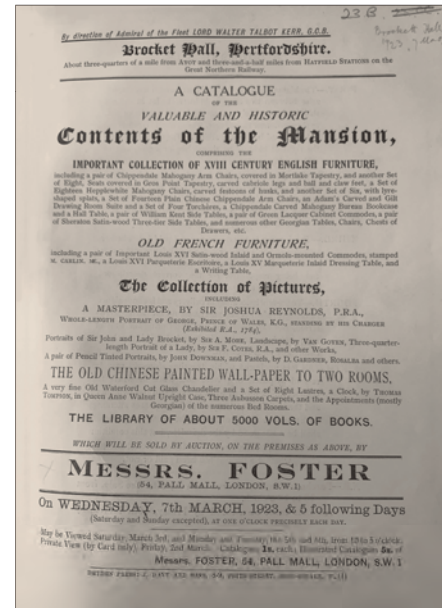 23 B.
Brocket Hall
1923, 7 Mar
By direction of Admiral of the Fleet LORD WALTER TALBOT KERR, G.C.B.
Brocket Hall, Hertfordshire.
About three-quarters of a mile from AYOT and three-and-a-half miles from HATFIELD STATIONS on the
Great Northern Railway.
A CATALOGUE
OF THE
VALUABLE AND HISTORIC
Contents of the Mansion,
COMPRISING THE
IMPORTANT COLLECTION OF XVIII CENTURY ENGLISH FURNITURE,
including a pair of Chippendale Mahogany Arm Chairs, covered in Mortlake Tapestry, and another Set
of Eight, Seats covered in Gros Point Tapestry, carved cabriole legs and ball and claw feet, a Set of
Eighteen Hepplewhite Mahogany Chairs, carved festoons of husks, and another Set of Six, with lyre-
shaped splats, a Set of Fourteen Plain Chinese Chippendale Arm Chairs, an Adam's Carved and Gilt
Drawing Room Suite and a Set of Four Torchères, a Chippendale Carved Mahogany Bureau Bookcase
and a Hall Table, a pair of William Kent Side Tables, a pair of Green Lacquer Cabinet Commodes, a pair
of Sheraton Satin-wood Three-tier Side Tables, and numerous other Georgian Tables, Chairs, Chests of
Drawers, etc.
OLD FRENCH FURNITURE,
including a pair of Important Louis XVI Satin-wood Inlaid and Ormolu-mounted Commodes, stamped
M. CARLIN, a Louis XVI Parqueterie Escritoire, a Louis XV Marqueterie Inlaid Dressing Table, and
a Writing Table,
The Collection of Pictures,
INCLUDING
A MASTERPIECE, BY SIR JOSHUA REYNOLDS, P.R.A.,
WHOLE-LENGTH PORTRAIT OF GEORGE, PRINCE OF WALES, K.G., STANDING BY HIS CHARGER
(Exhibited R.A., 1784).
Portraits of Sir John and Lady Brocket, by SIR A. MORE, Landscape, by VAN GOYEN, Three-quarter-
length Portrait of a Lady, by SIR F. COTES, R.A., and other Works,
A pair of Pencil Tinted Portraits, by JOHN DOWNMAN, and Pastels, by D. GARDNER, ROSALBA and others.
THE OLD CHINESE PAINTED WALL-PAPER TO TWO ROOMS,
A very fine Old Waterford Cut Glass Chandelier and a Set of Eight Lustres, a Clock, by THOMAS
TOMPION, in Queen Anne Walnut Upright Case, Three Aubusson Carpets, and the Appointments (mostly
Georgian) of the numerous Bed Rooms.
THE LIBRARY OF ABOUT 5000 VOLS. OF BOOKS.
WHICH WILL BE SOLD BY AUCTION, ON THE PREMISES AS ABOVE, BY
MESSRS. FOSTER
(54, PALL MALL, LONDON, S.W.1)
On WEDNESDAY, 7th MARCH, 1923, & 5 following Days
(Saturday and Sunday excepted), AT ONE O'CLOCK PRECISELY EACH DAY.
May be Viewed Saturday, March 3rd, and Monday and Tuesday, the 5th and 6th, from 10 to 5 o'clock.
Private View (by Card only), Friday, 2nd March. Catalogues 1s. each; Illustrated Catalogues 5s. of
Messrs. FOSTER, 54, PALL MALL, LONDON, S.W. 1